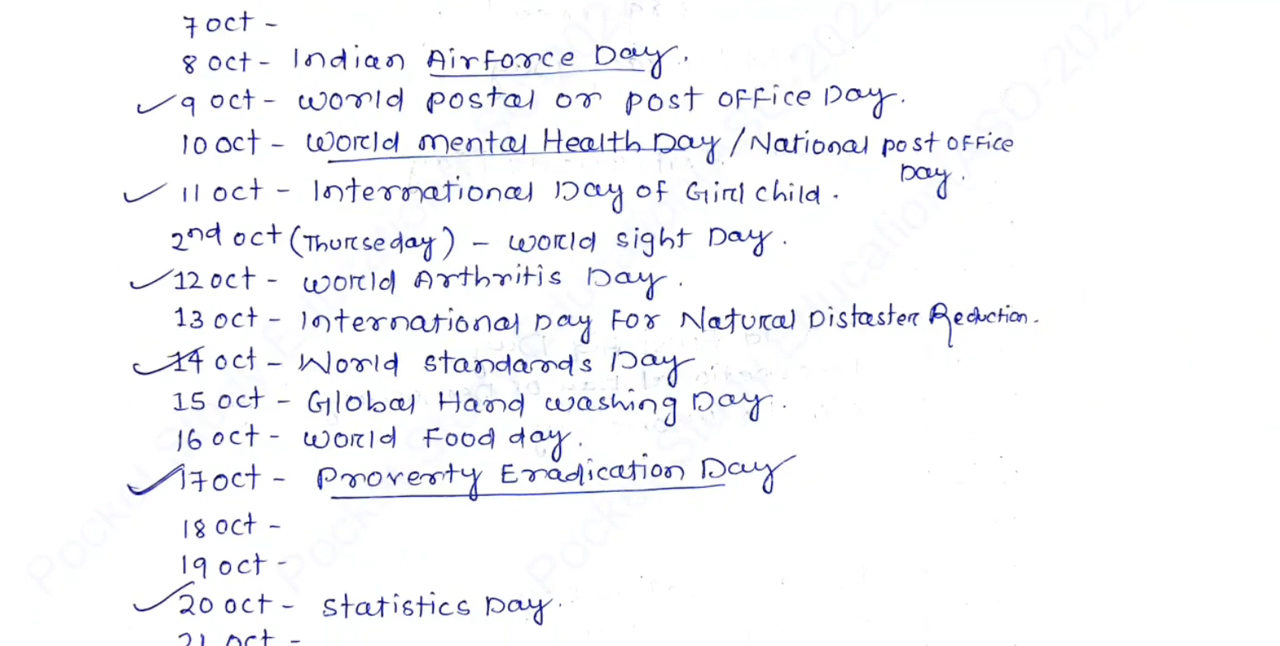 7 oct -
8 oct - Indian Airforce Day.
9 oct - World postal or post office Day.
10 oct - World mental Health Day / National post office
Day.
11 oct - International Day of Girl child.
2nd oct (Thurseday) - World sight Day.
12 oct - World Arthritis Day.
13 oct - International Day For Natural Distaster Reduction.
14 oct - World standards Day
15 oct - Global Hand washing Day.
16 oct - World Food day.
17 oct - Proverty Eradication Day
18 oct -
19 oct -
20 oct - statistics Day.
21 oct -